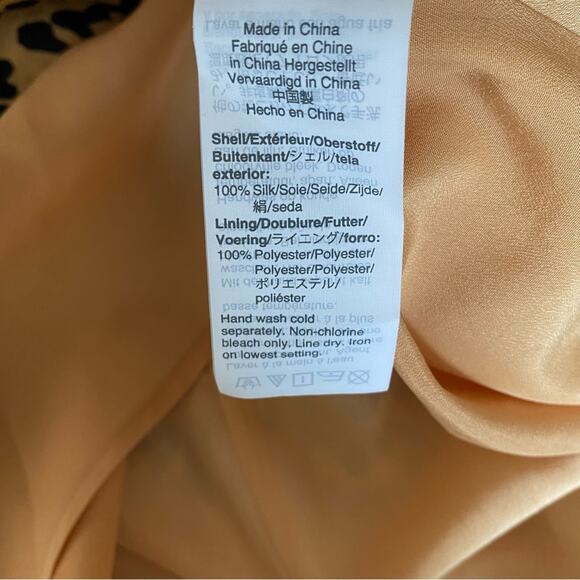 Made in China
Fabriqué en Chine
in China Hergestellt
Vervaardigd in China
中国製
Hecho en China
Shell/Extérieur/Oberstoff/
Buitenkant/シェル/tela
exterior:
100% Silk/Soie/Seide/Zijde/
絹/seda
Lining/Doublure/Futter/
Voering/ライニング/forro:
100% Polyester/Polyester/
Polyester/Polyester/
ポリエステル/
poliéster
Hand wash cold
separately. Non-chlorine
bleach only. Line dry. Iron
on lowest setting.